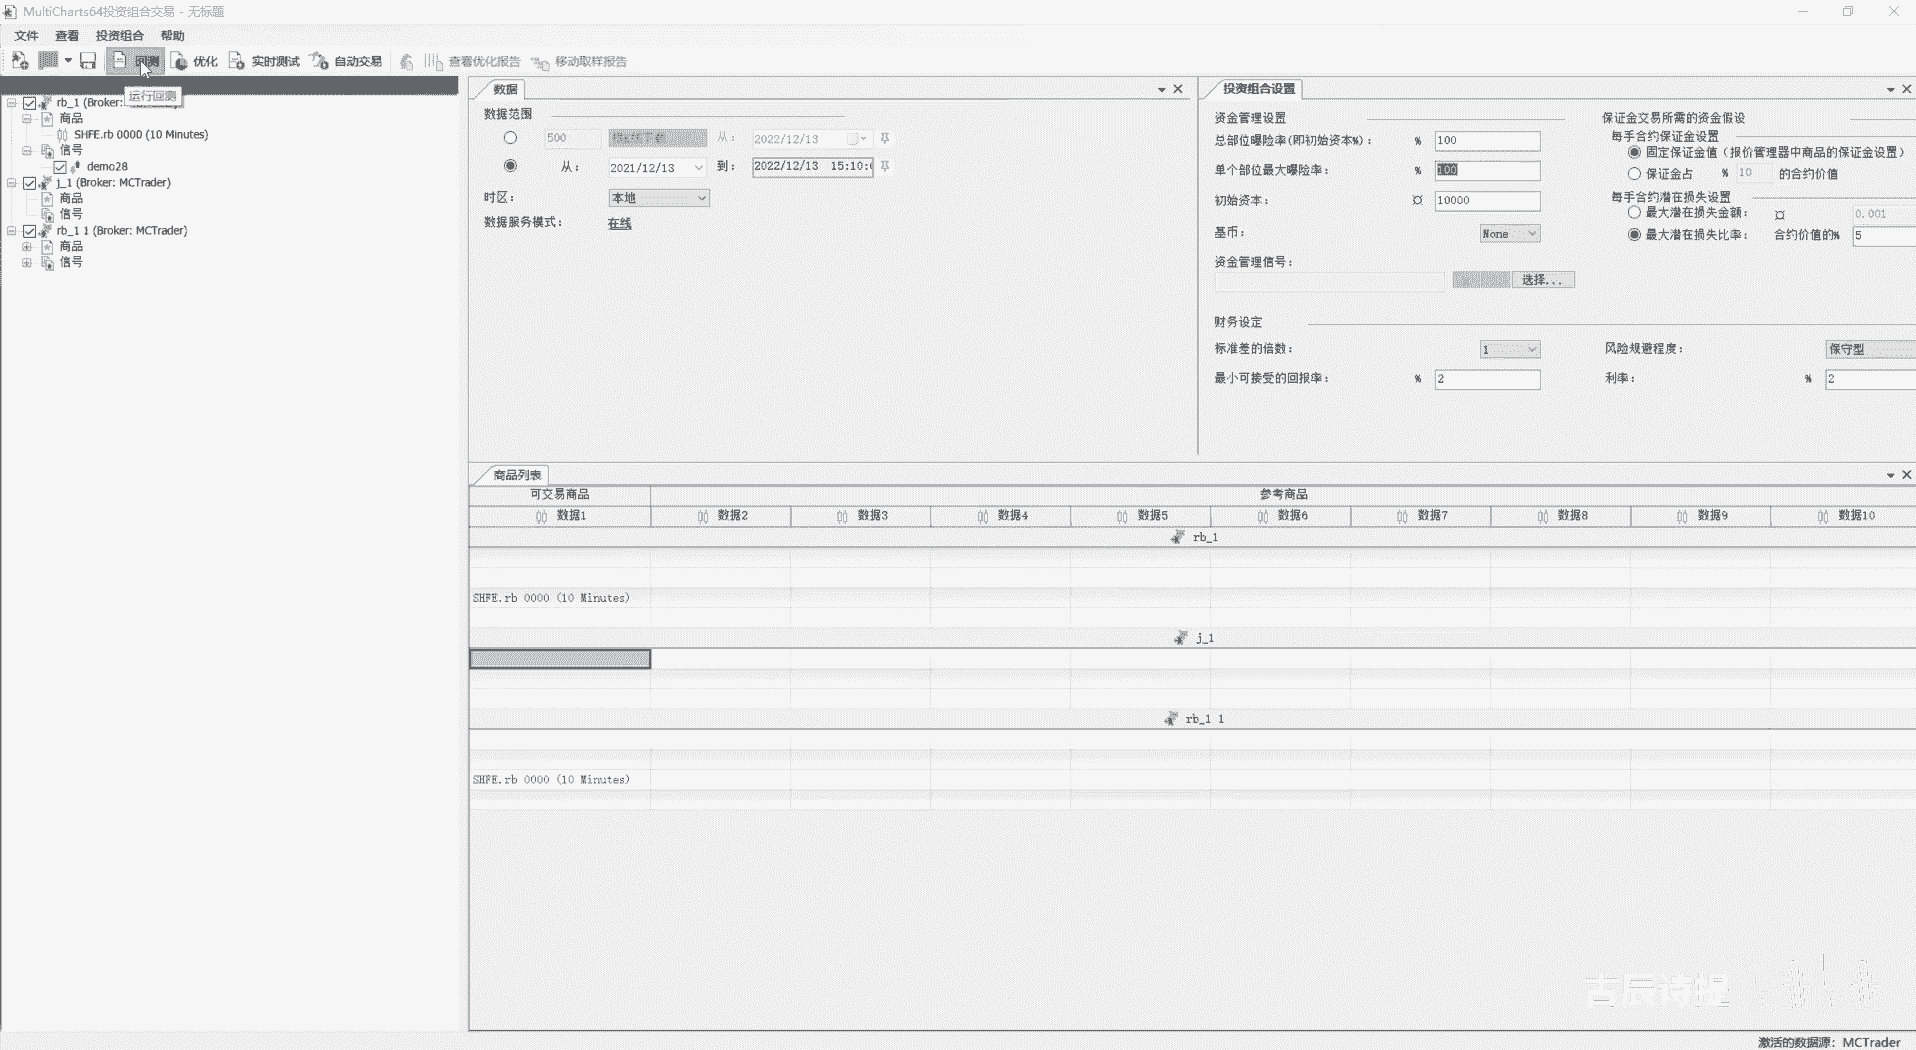 MultiCharts64投资组合交易 - 无标题
文件 查看 投资组合 帮助
回测 优化 实时测试 自动交易 查看优化报告 移动取样报告
运行回测
rb_1 (Broker:
商品
SHFE.rb 0000 (10 Minutes)
信号
demo28
j_1 (Broker: MCTrader)
商品
信号
rb_1 1 (Broker: MCTrader)
商品
信号
数据
数据范围
500 从: 2022/12/13
从: 2021/12/13 到: 2022/12/13 15:10:
时区: 本地
数据服务模式: 在线
投资组合设置
资金管理设置
总部位曝险率(即初始资本%): % 100
单个部位最大曝险率: % 100
初始资本: ¤ 10000
基币: None
资金管理信号:
选择...
保证金交易所需的资金假设
每手合约保证金设置
固定保证金值(报价管理器中商品的保证金设置)
保证金占 % 10 的合约价值
每手合约潜在损失设置
最大潜在损失金额: ¤ 0.001
最大潜在损失比率: 合约价值的% 5
财务设定
标准差的倍数: 1 风险规避程度: 保守型
最小可接受的回报率: % 2 利率: % 2
商品列表
可交易商品 参考商品
数据1 数据2 数据3 数据4 数据5 数据6 数据7 数据8 数据9 数据10
rb_1
SHFE.rb 0000 (10 Minutes)
j_1
rb_1 1
SHFE.rb 0000 (10 Minutes)
古辰诗提
激活的数据源: MCTrader